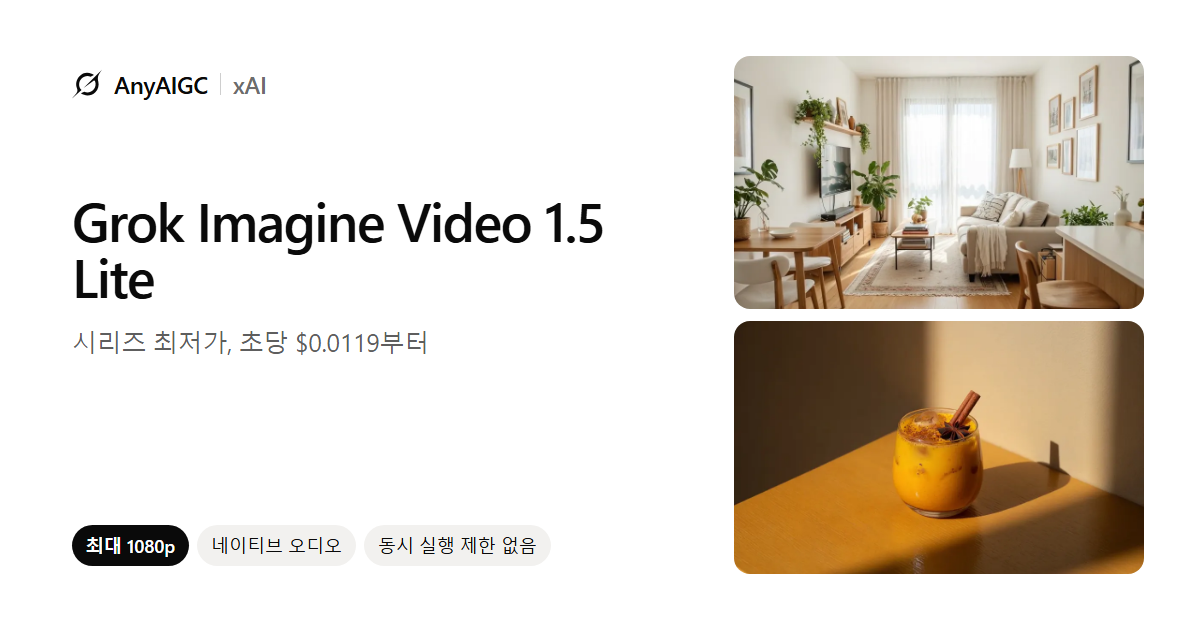 AnyAIGC | xAI
Grok Imagine Video 1.5
Lite
시리즈 최저가, 초당 $0.0119부터
최대 1080p
네이티브 오디오
동시 실행 제한 없음